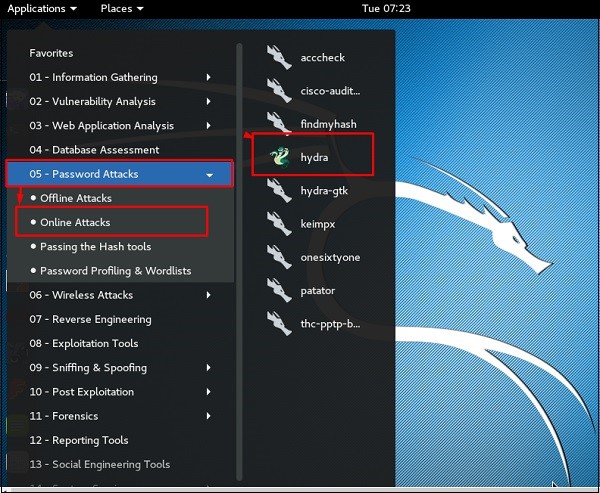 Applications Places Tue 07:23
Favorites
01 - Information Gathering
02 - Vulnerability Analysis
03 - Web Application Analysis
04 - Database Assessment
05 - Password Attacks
Offline Attacks
Online Attacks
Passing the Hash tools
Password Profiling & Wordlists
06 - Wireless Attacks
07 - Reverse Engineering
08 - Exploitation Tools
09 - Sniffing & Spoofing
10 - Post Exploitation
11 - Forensics
12 - Reporting Tools
13 - Social Engineering Tools
acccheck
cisco-audit...
findmyhash
hydra
hydra-gtk
keimpx
onesixtyone
patator
thc-pptp-b...